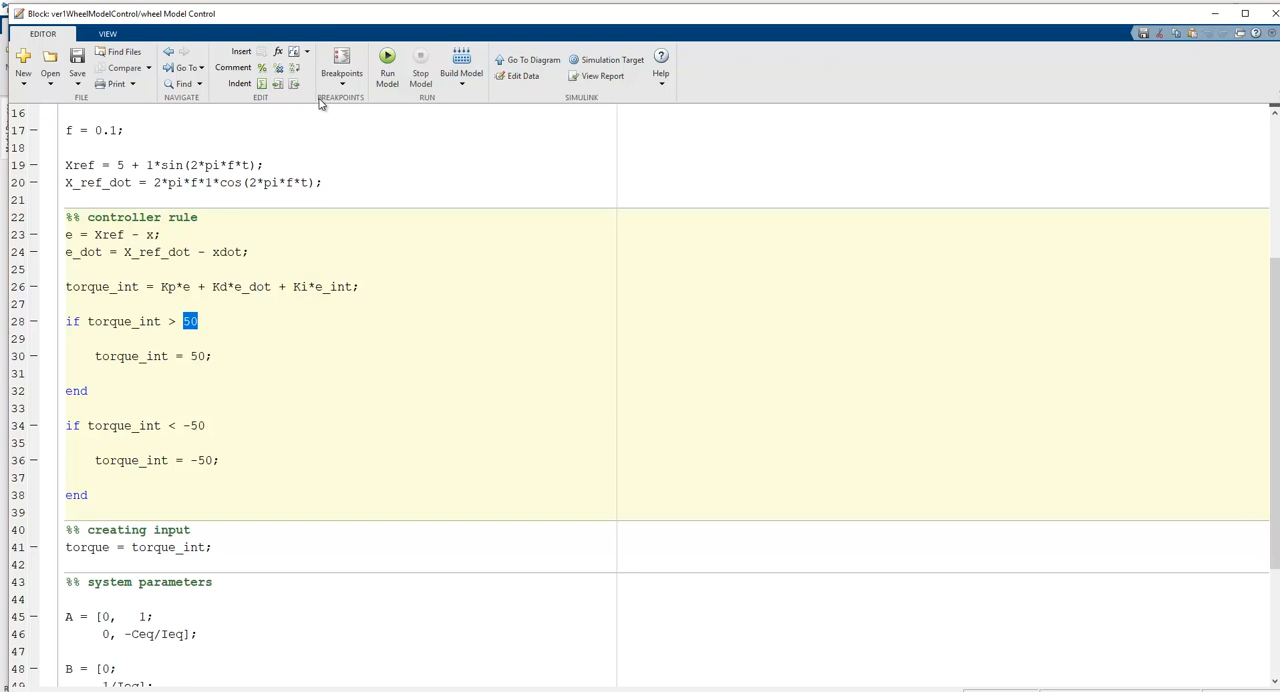 Block: ver1WheelModelControl/wheel Model Control
EDITOR VIEW
New Open Save Find Files Compare Print FILE
Go To Find NAVIGATE
Insert fx Comment Indent EDIT
Breakpoints BREAKPOINTS
Run Model Stop Model Build Model RUN
Go To Diagram Edit Data Simulation Target View Report Help SIMULINK
16
17 f = 0.1;
18
19 Xref = 5 + 1*sin(2*pi*f*t);
20 X_ref_dot = 2*pi*f*1*cos(2*pi*f*t);
21
22 %% controller rule
23 e = Xref - x;
24 e_dot = X_ref_dot - xdot;
25
26 torque_int = Kp*e + Kd*e_dot + Ki*e_int;
27
28 if torque_int > 50
29
30 torque_int = 50;
31
32 end
33
34 if torque_int < -50
35
36 torque_int = -50;
37
38 end
39
40 %% creating input
41 torque = torque_int;
42
43 %% system parameters
44
45 A = [0, 1;
46 0, -Ceq/Ieq];
47
48 B = [0;
49 1/Ieq];